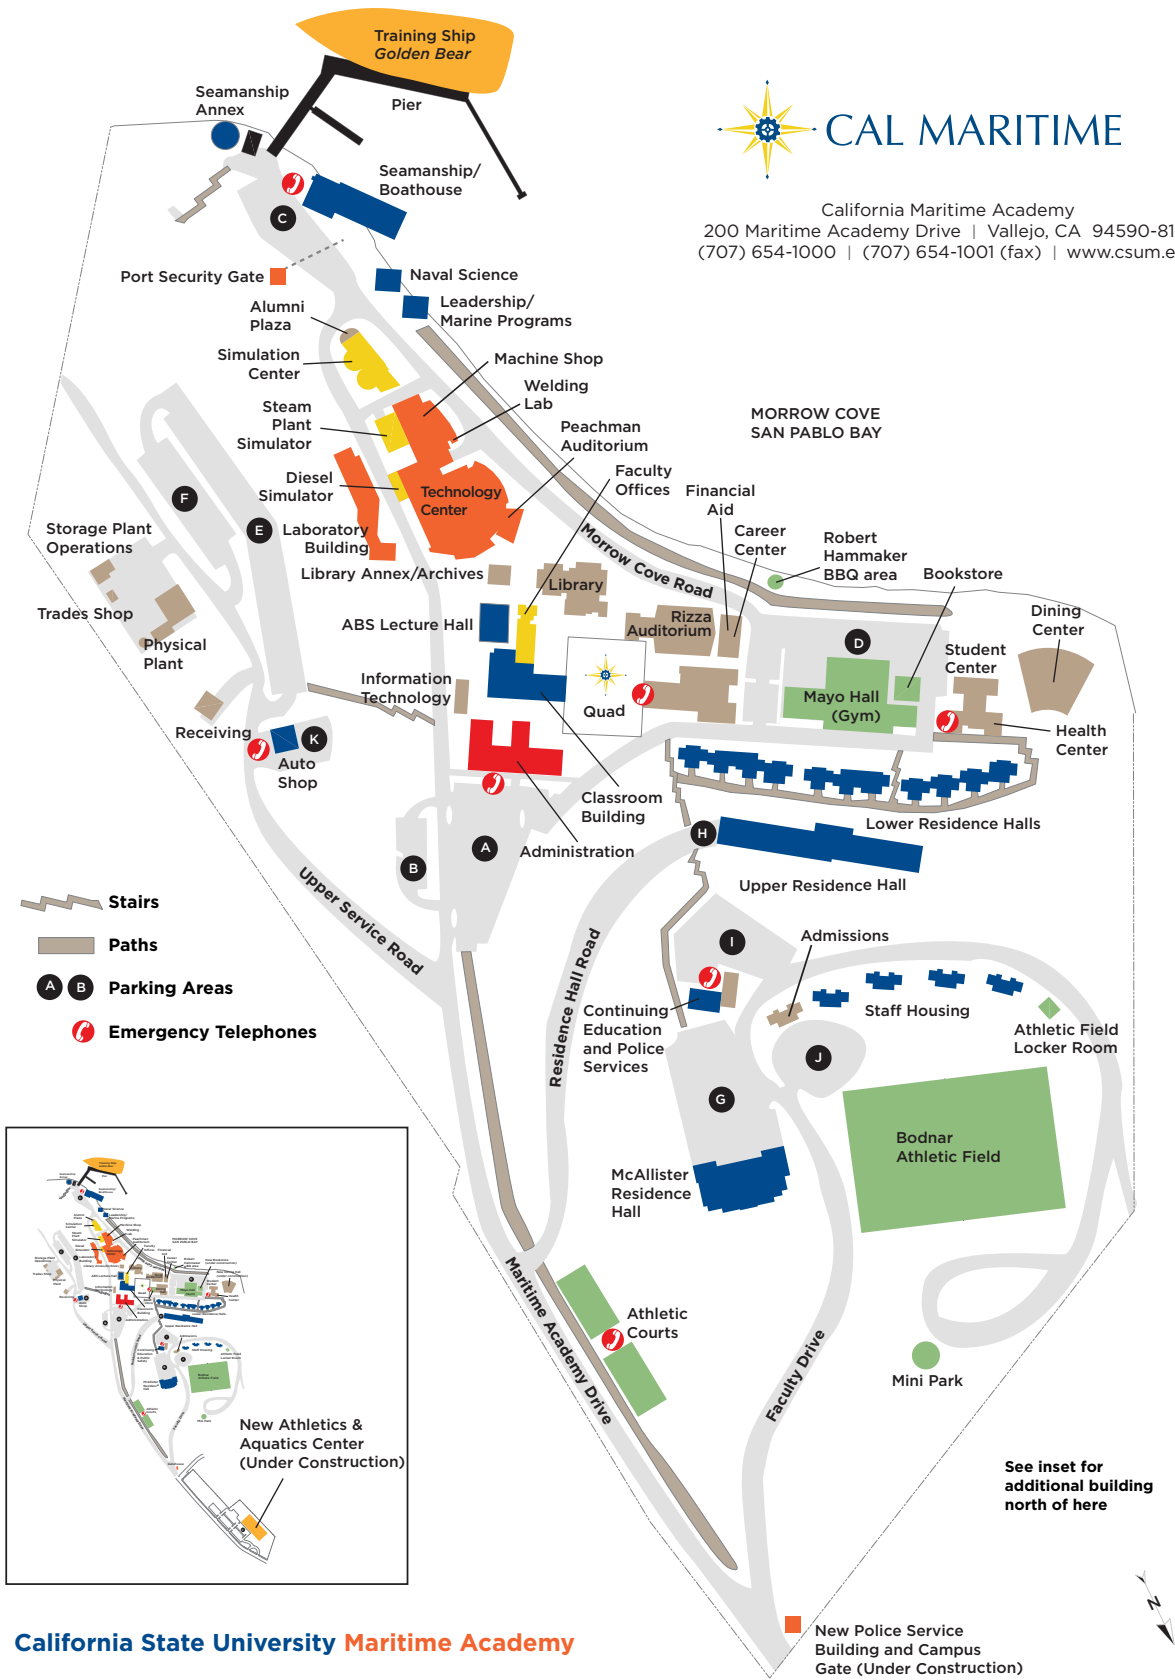 Training Ship
Golden Bear
Pier
Seamanship
Annex
Seamanship/
Boathouse
C
CAL MARITIME
California Maritime Academy
200 Maritime Academy Drive | Vallejo, CA 94590-81
(707) 654-1000 | (707) 654-1001 (fax) | www.csum.e
Port Security Gate
Naval Science
Leadership/
Marine Programs
Alumni
Plaza
Simulation
Center
Machine Shop
Welding
Lab
Steam
Plant
Simulator
Peachman
Auditorium
MORROW COVE
SAN PABLO BAY
Diesel
Simulator
Technology
Center
Faculty
Offices
Financial
Aid
Career
Center
Robert
Hammaker
BBQ area
Bookstore
F
E
Laboratory
Building
Storage Plant
Operations
Library Annex/Archives
Library
Morrow Cove Road
Dining
Center
Trades Shop
ABS Lecture Hall
Rizza
Auditorium
D
Student
Center
Physical
Plant
Information
Technology
Quad
Mayo Hall
(Gym)
Health
Center
Receiving
K
Auto
Shop
Classroom
Building
Lower Residence Halls
A
Administration
H
B
Upper Residence Hall
Upper Service Road
Stairs
Paths
A B Parking Areas
Emergency Telephones
I
Admissions
Residence Hall Road
Continuing
Education
and Police
Services
Staff Housing
Athletic Field
Locker Room
J
G
Bodnar
Athletic Field
McAllister
Residence
Hall
Maritime Academy Drive
Athletic
Courts
Faculty Drive
Mini Park
New Athletics &
Aquatics Center
(Under Construction)
See inset for
additional building
north of here
N
New Police Service
Building and Campus
Gate (Under Construction)
California State University Maritime Academy